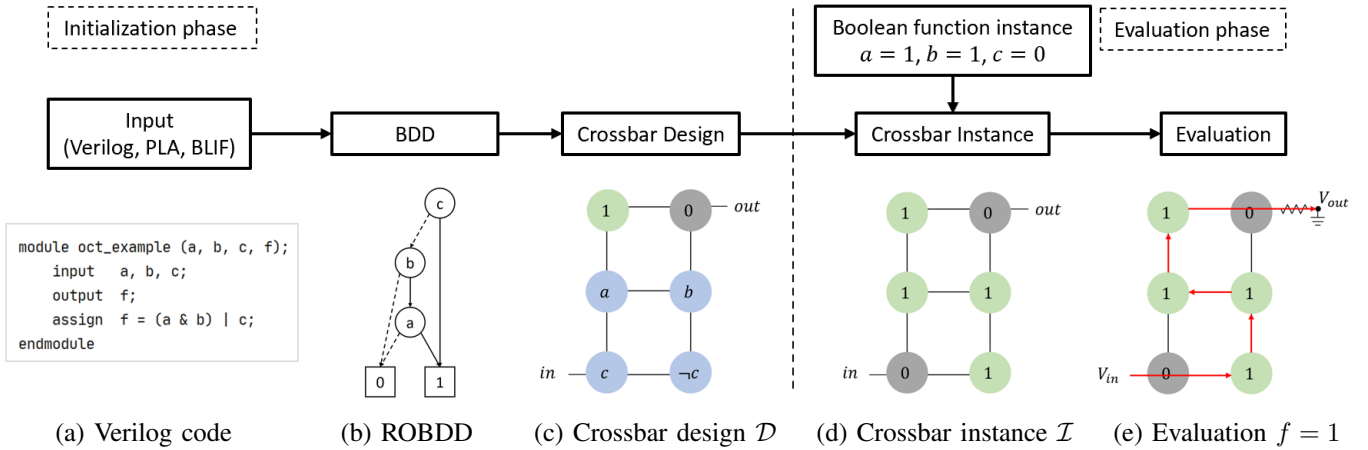 Initialization phase
Boolean function instance
a = 1, b = 1, c = 0
Evaluation phase
Input
(Verilog, PLA, BLIF)
BDD
Crossbar Design
Crossbar Instance
Evaluation
module oct_example (a, b, c, f);
input a, b, c;
output f;
assign f = (a & b) | c;
endmodule
c
b
a
0 1
1 0 out
a b
in c ¬c
1 0 out
1 1
in 0 1
1 0 V_out
1 1
V_in 0 1
(a) Verilog code
(b) ROBDD
(c) Crossbar design 𝒟
(d) Crossbar instance ℐ
(e) Evaluation f = 1